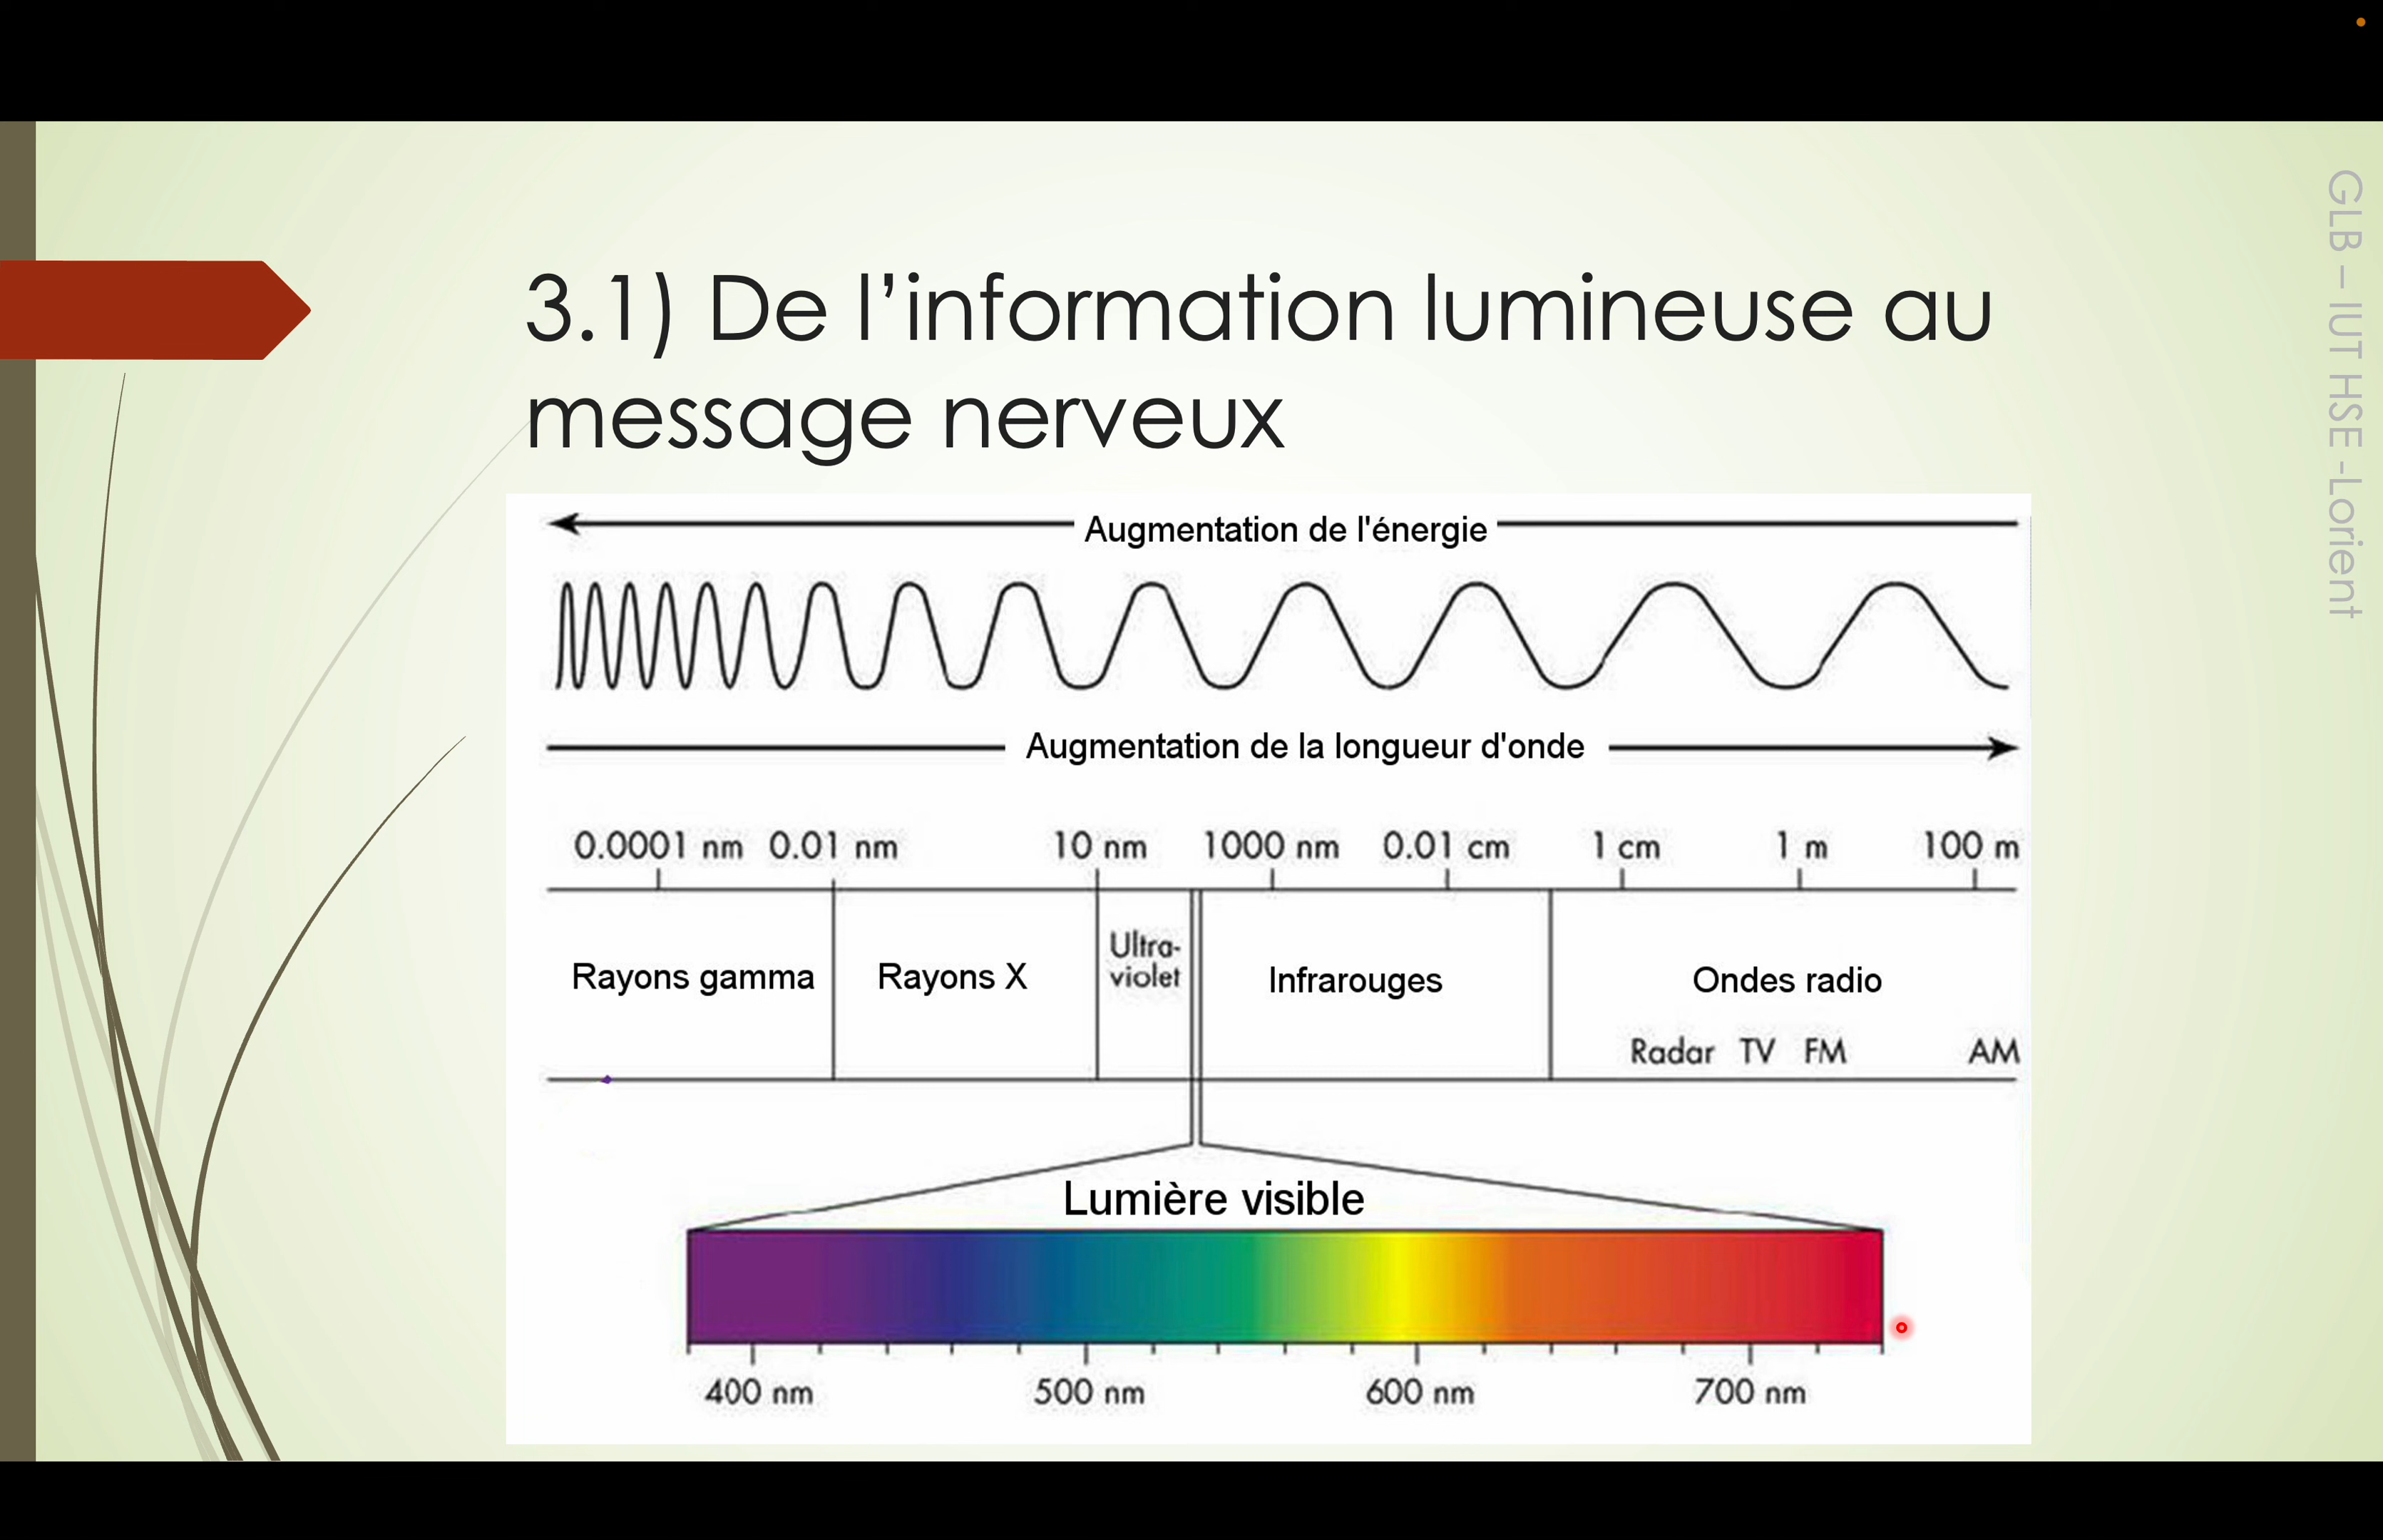 3.1) De l’information lumineuse au
message nerveux
GLB – IUT HSE -Lorient
Augmentation de l'énergie
Augmentation de la longueur d'onde
0.0001 nm 0.01 nm 10 nm 1000 nm 0.01 cm 1 cm 1 m 100 m
Rayons gamma Rayons X Ultra-
violet Infrarouges Ondes radio
Radar TV FM AM
Lumière visible
400 nm 500 nm 600 nm 700 nm